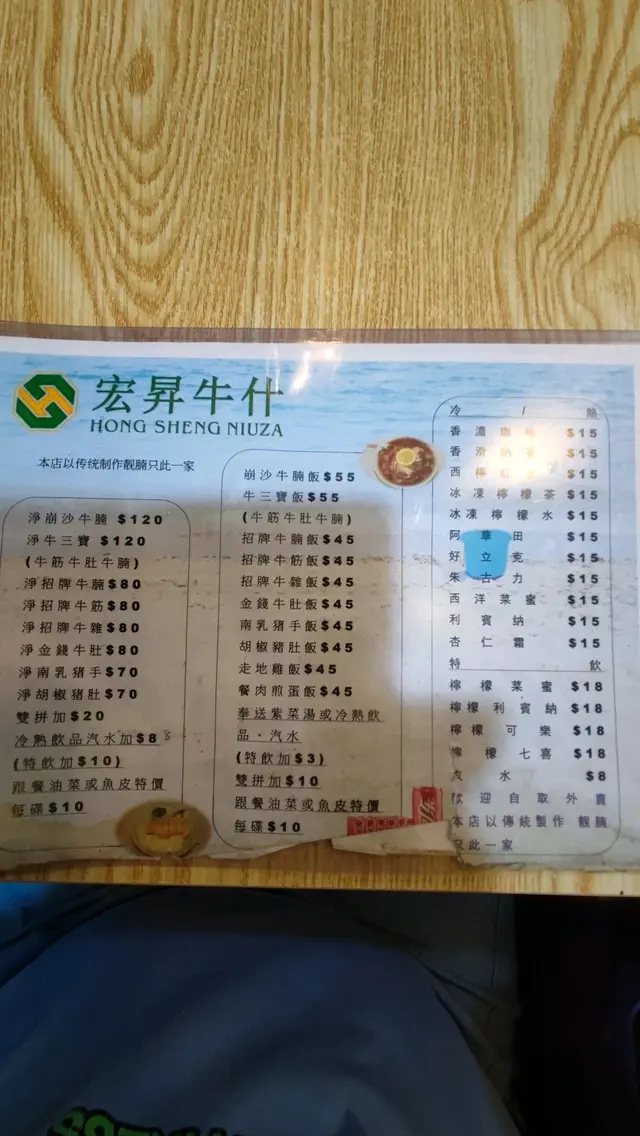 宏昇牛什
HONG SHENG NIUZA
本店以传统制作靓腩只此一家
淨崩沙牛腩 $120
淨牛三寶 $120
(牛筋牛肚牛腩)
淨招牌牛腩$80
淨招牌牛筋$80
淨招牌牛雜$80
淨金錢牛肚$80
淨南乳猪手$70
淨胡椒猪肚$70
雙拼加$20
冷熱飲品汽水加$8
(特飲加$10)
跟餐油菜或魚皮特價
每碟$10
崩沙牛腩飯$55
牛三寶飯$55
(牛筋牛肚牛腩)
招牌牛腩飯$45
招牌牛筋飯$45
招牌牛雜飯$45
金錢牛肚飯$45
南乳猪手飯$45
胡椒猪肚飯$45
走地雞飯$45
餐肉煎蛋飯$45
奉送紫菜湯或冷熱飲
品、汽水
(特飲加$3)
雙拼加$10
跟餐油菜或魚皮特價
每碟$10
冷 / 熱
香濃咖 $15
香滑奶 $15
西檸紅 $15
冰凍檸檬茶 $15
冰凍檸檬水 $15
阿華田 $15
好立克 $15
朱古力 $15
西洋菜蜜 $15
利賓纳 $15
杏仁霜 $15
特飲
檸檬菜蜜 $18
檸檬利賓納 $18
檸檬可樂 $18
檸檬七喜 $18
汽水 $8
歡迎自取外賣
本店以傳統製作靚腩
只此一家